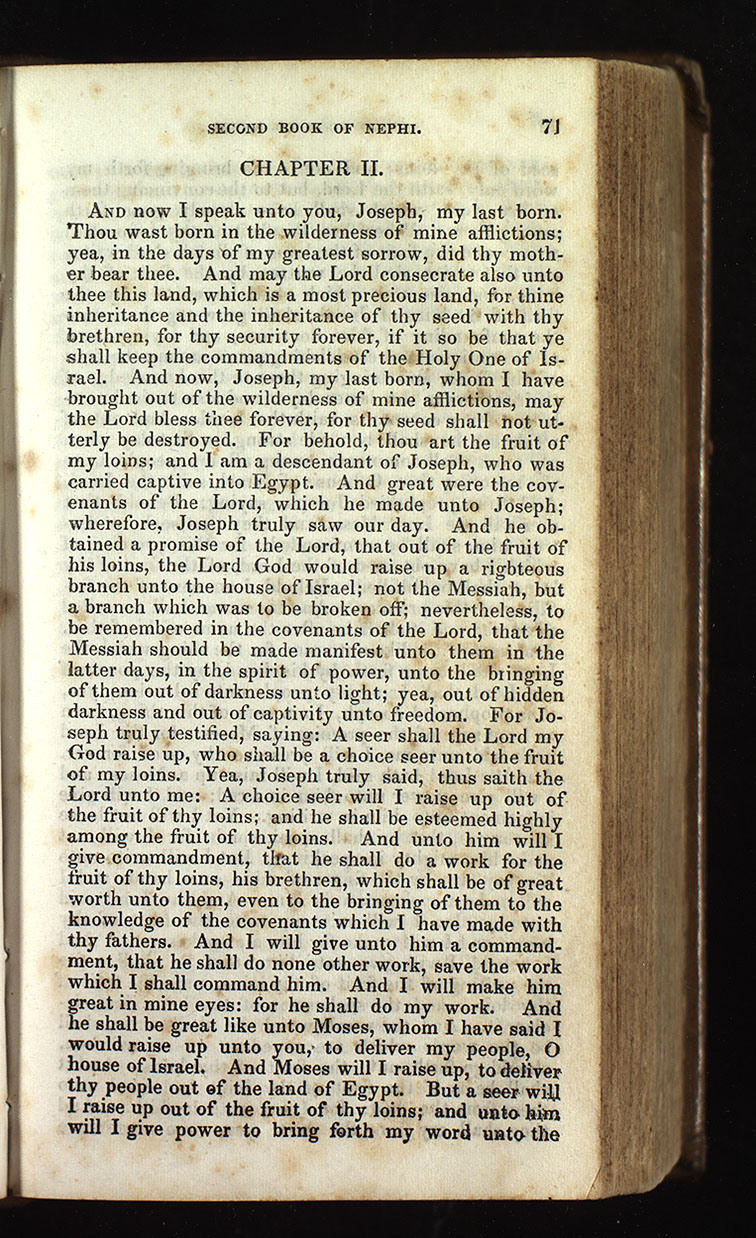 SECOND BOOK OF NEPHI. 71
CHAPTER II.
AND now I speak unto you, Joseph, my last born.
Thou wast born in the wilderness of mine afflictions;
yea, in the days of my greatest sorrow, did thy moth-
er bear thee. And may the Lord consecrate also unto
thee this land, which is a most precious land, for thine
inheritance and the inheritance of thy seed with thy
brethren, for thy security forever, if it so be that ye
shall keep the commandments of the Holy One of Is-
rael. And now, Joseph, my last born, whom I have
brought out of the wilderness of mine afflictions, may
the Lord bless thee forever, for thy seed shall not ut-
terly be destroyed. For behold, thou art the fruit of
my loins; and I am a descendant of Joseph, who was
carried captive into Egypt. And great were the cov-
enants of the Lord, which he made unto Joseph;
wherefore, Joseph truly saw our day. And he ob-
tained a promise of the Lord, that out of the fruit of
his loins, the Lord God would raise up a rigbteous
branch unto the house of Israel; not the Messiah, but
a branch which was to be broken off; nevertheless, to
be remembered in the covenants of the Lord, that the
Messiah should be made manifest unto them in the
latter days, in the spirit of power, unto the bringing
of them out of darkness unto light; yea, out of hidden
darkness and out of captivity unto freedom. For Jo-
seph truly testified, saying: A seer shall the Lord my
God raise up, who shall be a choice seer unto the fruit
of my loins. Yea, Joseph truly said, thus saith the
Lord unto me: A choice seer will I raise up out of
the fruit of thy loins; and he shall be esteemed highly
among the fruit of thy loins. And unto him will I
give commandment, that he shall do a work for the
fruit of thy loins, his brethren, which shall be of great
worth unto them, even to the bringing of them to the
knowledge of the covenants which I have made with
thy fathers. And I will give unto him a command-
ment, that he shall do none other work, save the work
which I shall command him. And I will make him
great in mine eyes: for he shall do my work. And
he shall be great like unto Moses, whom I have said I
would raise up unto you, to deliver my people, O
house of Israel. And Moses will I raise up, to deliver
thy people out of the land of Egypt. But a seer will
I raise up out of the fruit of thy loins; and unto him
will I give power to bring forth my word unto the